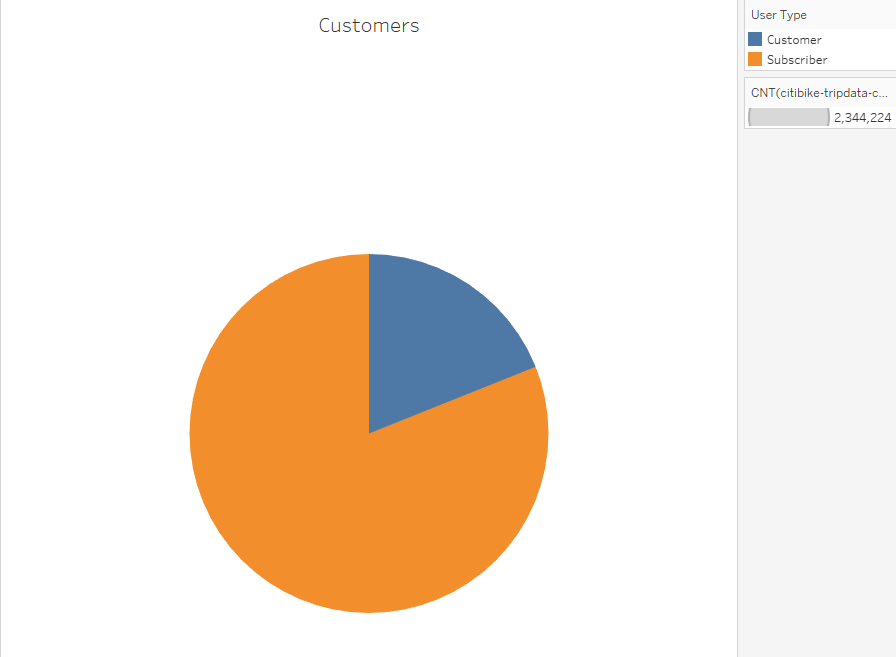 Customers
User Type
Customer
Subscriber
CNT(citibike-tripdata-c...
2,344,224